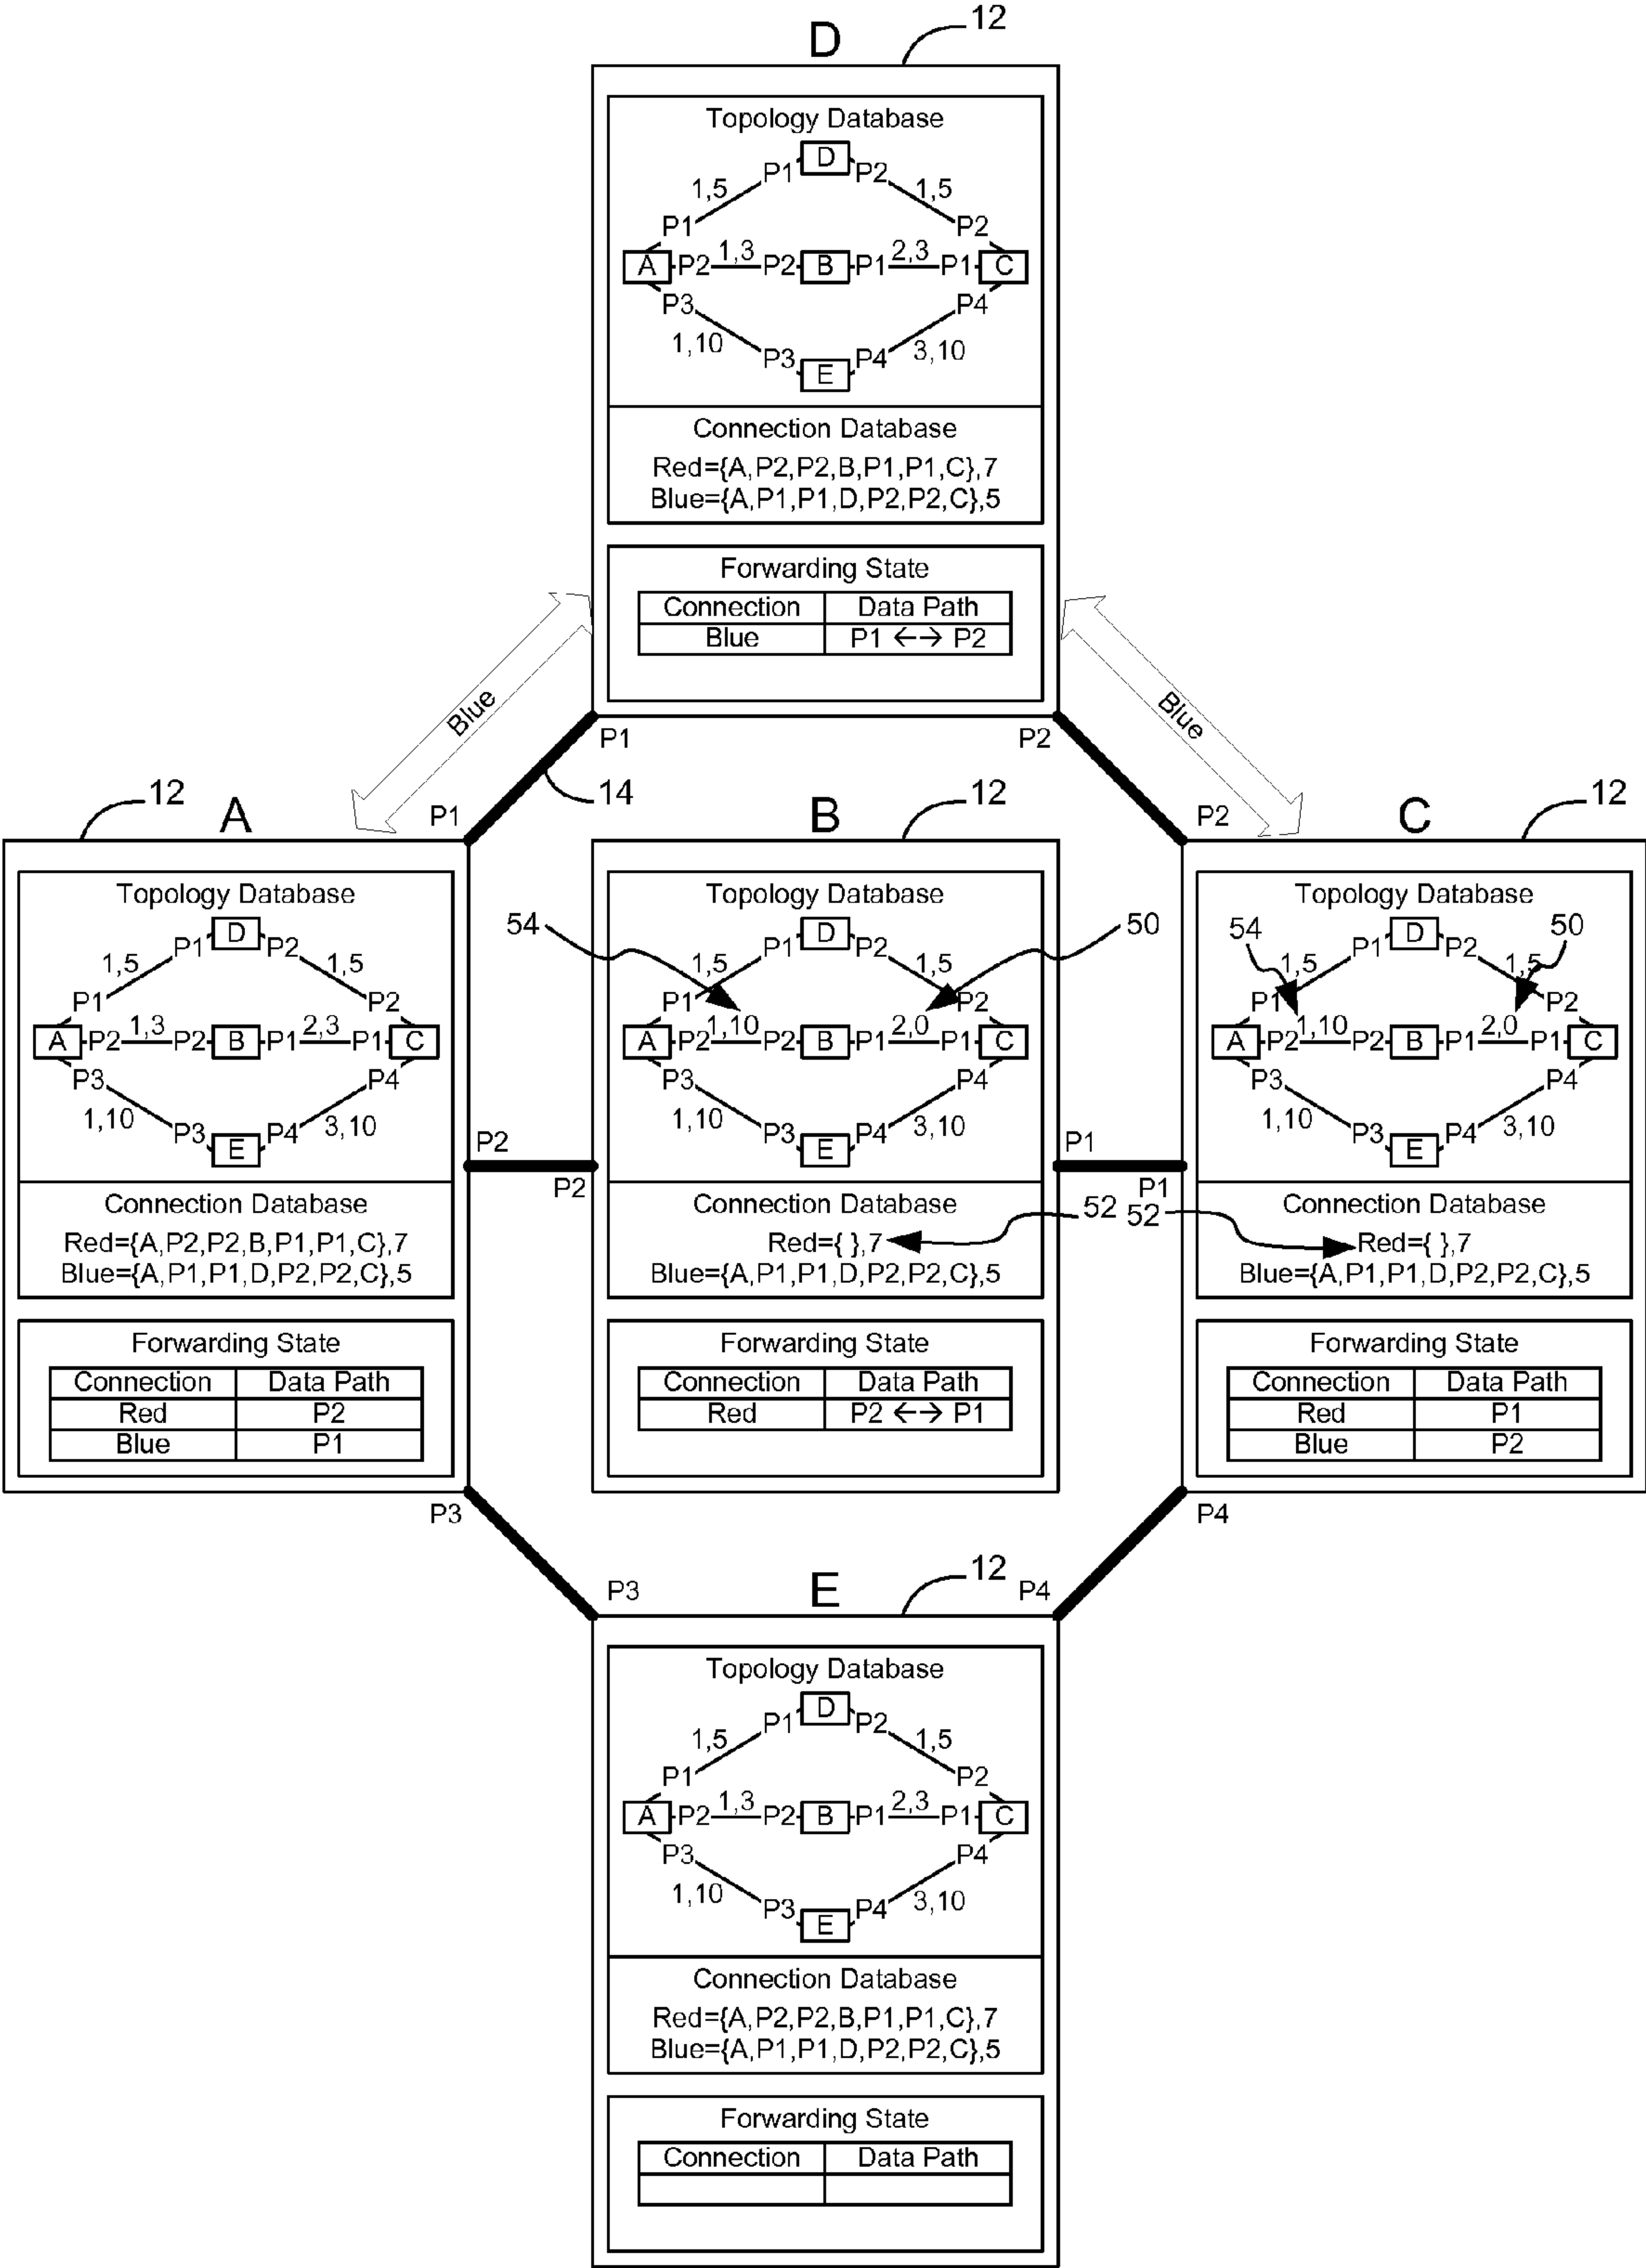 D
12
Topology Database
D
P1 P2
1,5 1,5
P1 P2
A P2 1,3 P2 B P1 2,3 P1 C
P3 P4
1,10 3,10
P3 P4
E
Connection Database
Red={A,P2,P2,B,P1,P1,C},7
Blue={A,P1,P1,D,P2,P2,C},5
Forwarding State
Connection Data Path
Blue P1 ←→ P2
Blue
Blue
P1 P2
14
P1
P2
12
A
Topology Database
D
P1 P2
1,5 1,5
P1 P2
A P2 1,3 P2 B P1 2,3 P1 C
P3 P4
1,10 3,10
P3 P4
E
Connection Database
Red={A,P2,P2,B,P1,P1,C},7
Blue={A,P1,P1,D,P2,P2,C},5
Forwarding State
Connection Data Path
Red P2
Blue P1
P2
P2
P3
B
12
54
50
Topology Database
D
P1 P2
1,5 1,5
P1 P2
A P2 1,10 P2 B P1 2,0 P1 C
P3 P4
1,10 3,10
P3 P4
E
Connection Database
Red={ },7
Blue={A,P1,P1,D,P2,P2,C},5
Forwarding State
Connection Data Path
Red P2 ←→ P1
P1
P1
52 52
C
12
Topology Database
54
50
D
P1 P2
1,5 1,5
P1 P2
A P2 1,10 P2 B P1 2,0 P1 C
P3 P4
1,10 3,10
P3 P4
E
Connection Database
Red={ },7
Blue={A,P1,P1,D,P2,P2,C},5
Forwarding State
Connection Data Path
Red P1
Blue P2
P4
P3
E
12
P4
Topology Database
D
P1 P2
1,5 1,5
P1 P2
A P2 1,3 P2 B P1 2,3 P1 C
P3 P4
1,10 3,10
P3 P4
E
Connection Database
Red={A,P2,P2,B,P1,P1,C},7
Blue={A,P1,P1,D,P2,P2,C},5
Forwarding State
Connection Data Path